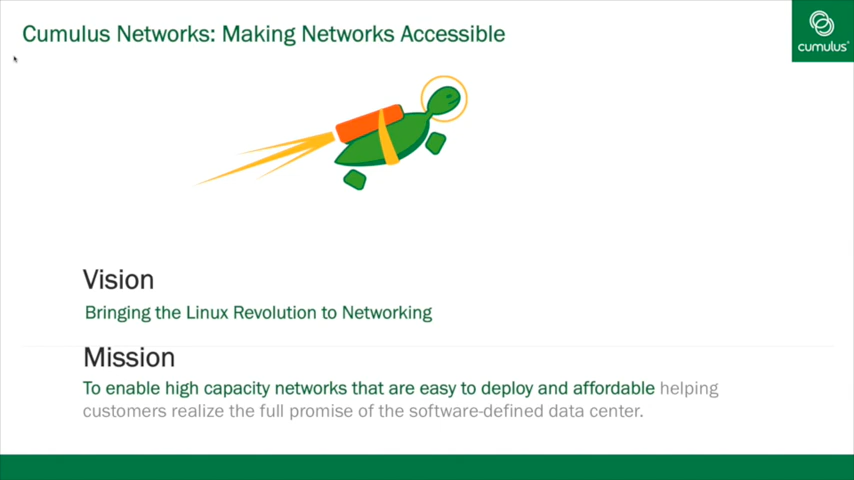 Cumulus Networks: Making Networks Accessible
cumulus®
Vision
Bringing the Linux Revolution to Networking
Mission
To enable high capacity networks that are easy to deploy and affordable helping
customers realize the full promise of the software-defined data center.